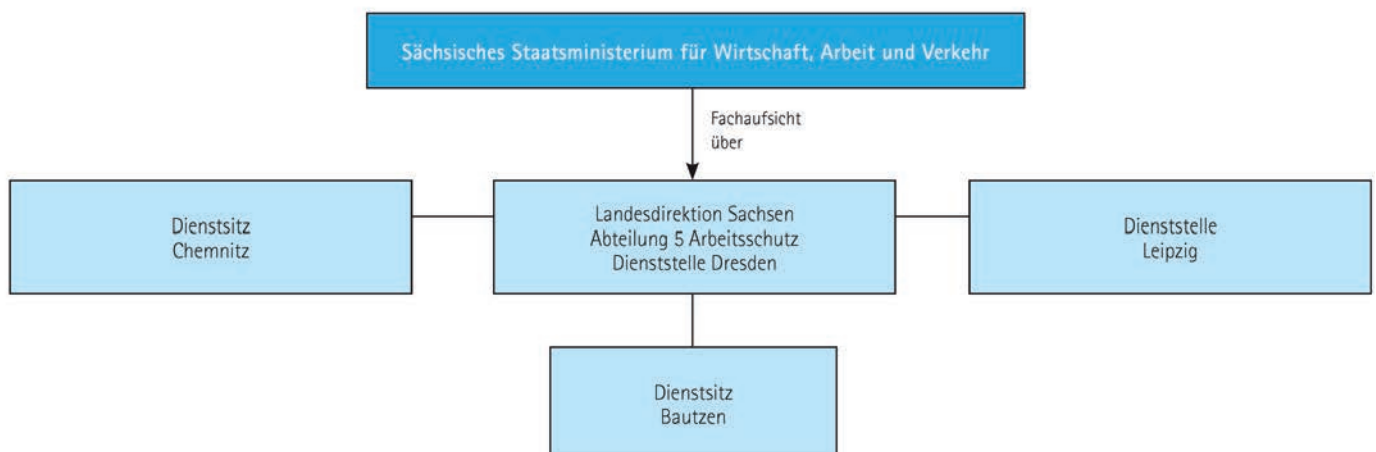 Sächsisches Staatsministerium für Wirtschaft, Arbeit und Verkehr
Fachaufsicht
über
Dienstsitz
Chemnitz
Landesdirektion Sachsen
Abteilung 5 Arbeitsschutz
Dienststelle Dresden
Dienststelle
Leipzig
Dienstsitz
Bautzen